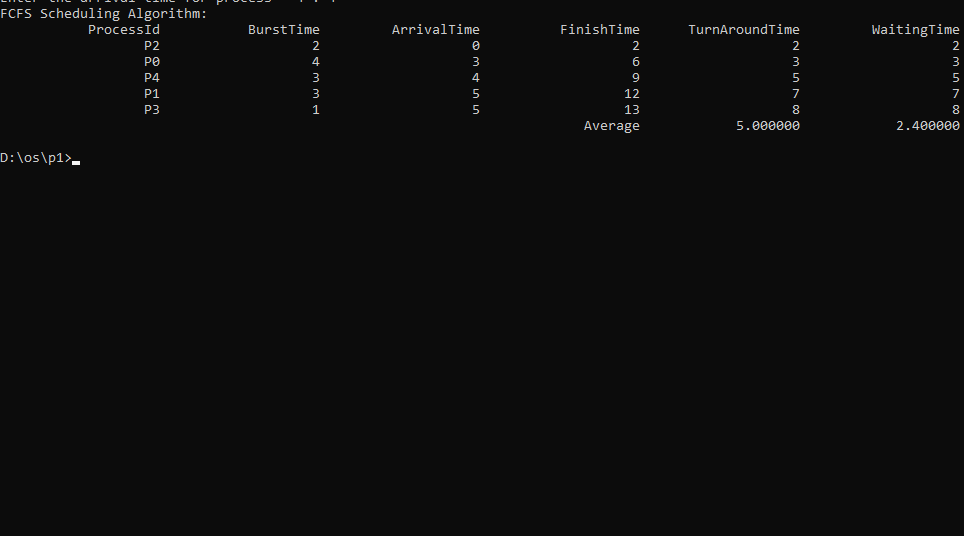 Enter the arrival time for process
FCFS Scheduling Algorithm:
ProcessId BurstTime ArrivalTime FinishTime TurnAroundTime WaitingTime
P2 2 0 2 2 2
P0 4 3 6 3 3
P4 3 4 9 5 5
P1 3 5 12 7 7
P3 1 5 13 8 8
Average 5.000000 2.400000
D:\os\p1>